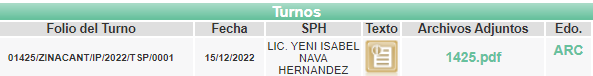 Turnos
Folio del Turno Fecha SPH Texto Archivos Adjuntos Edo.
01425/ZINACANT/IP/2022/TSP/0001 15/12/2022 LIC. YENI ISABEL NAVA HERNANDEZ 1425.pdf ARC